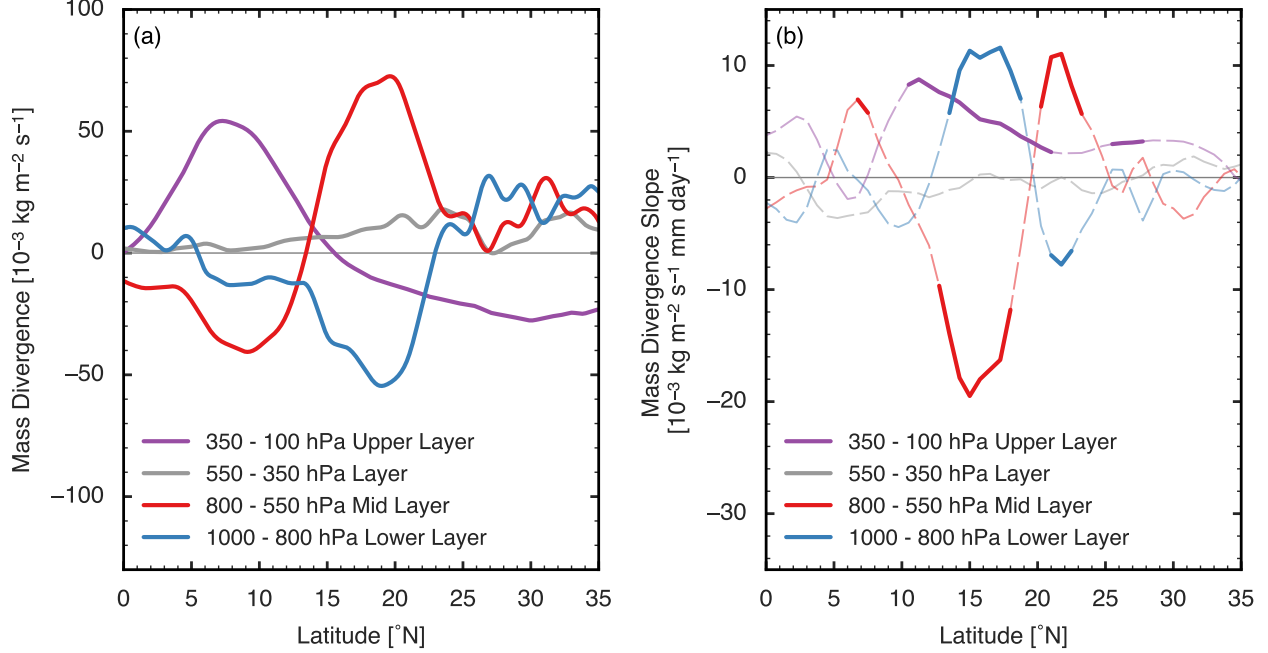 (a)
100
50
0
−50
−100
Mass Divergence [10⁻³ kg m⁻² s⁻¹]
350 - 100 hPa Upper Layer
550 - 350 hPa Layer
800 - 550 hPa Mid Layer
1000 - 800 hPa Lower Layer
0 5 10 15 20 25 30 35
Latitude [˚N]
(b)
10
0
−10
−20
−30
Mass Divergence Slope
[10⁻³ kg m⁻² s⁻¹ mm day⁻¹]
350 - 100 hPa Upper Layer
550 - 350 hPa Layer
800 - 550 hPa Mid Layer
1000 - 800 hPa Lower Layer
0 5 10 15 20 25 30 35
Latitude [˚N]